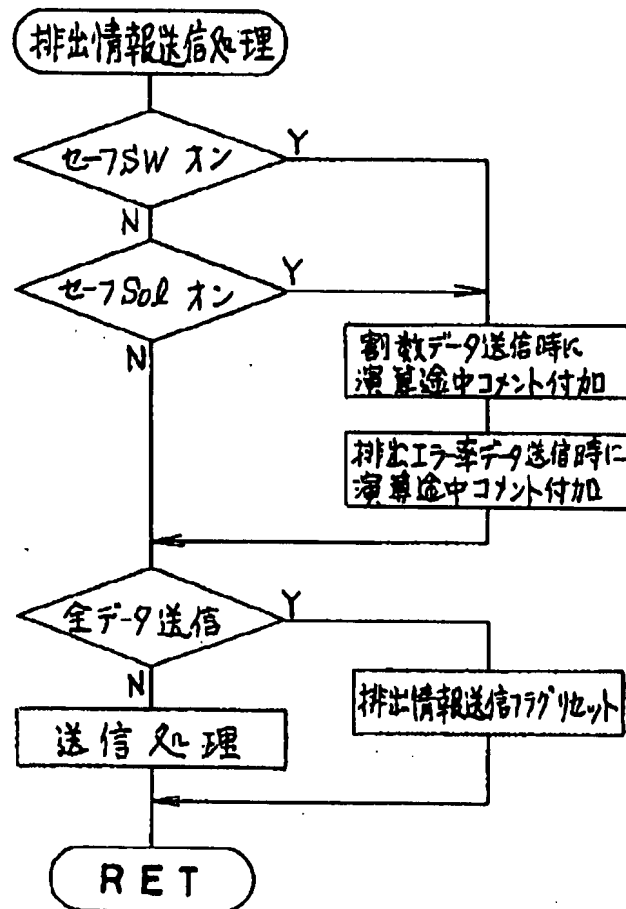 排出情報送信処理
セーフSW オン
Y
N
セーフSol オン
Y
N
割数データ送信時に
演算途中コメント付加
排出エラー率データ送信時に
演算途中コメント付加
全データ送信
Y
N
排出情報送信フラグリセット
送信処理
RET